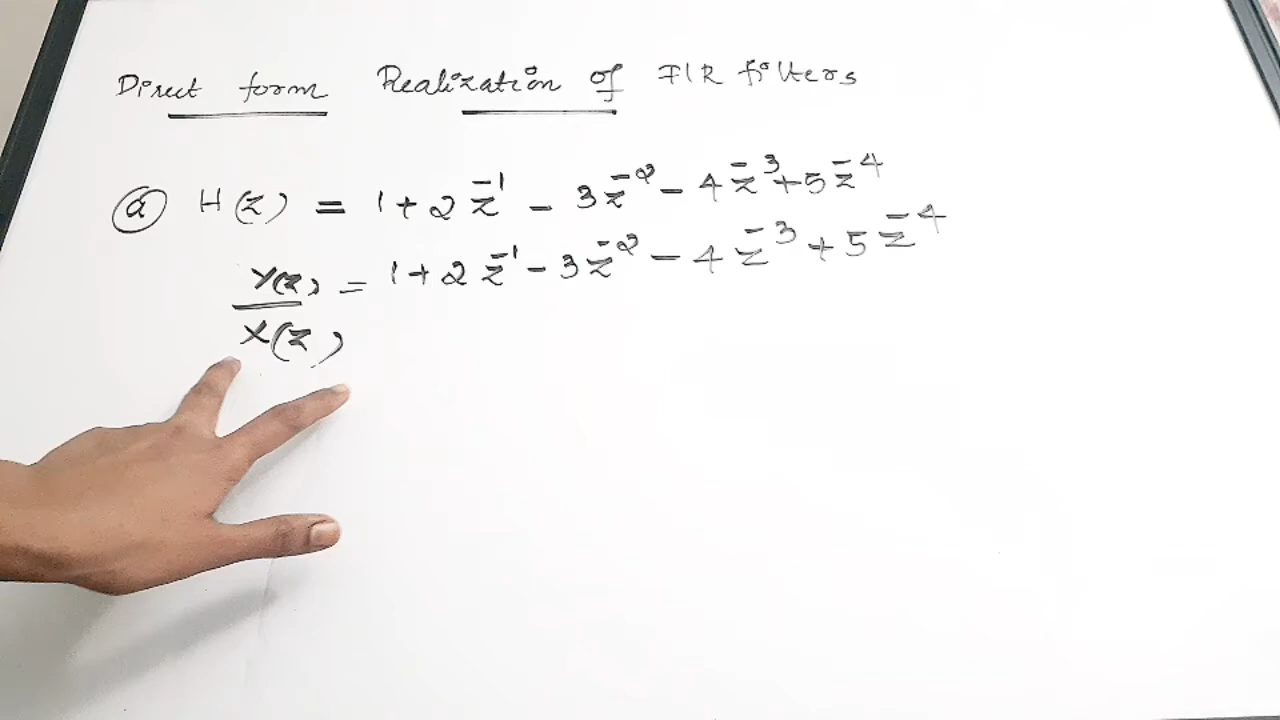 Direct form Realization of FIR filters
(a) H(z) = 1 + 2z⁻¹ - 3z⁻² - 4z⁻³ + 5z⁻⁴
Y(z) = 1 + 2z⁻¹ - 3z⁻² - 4z⁻³ + 5z⁻⁴
X(z)